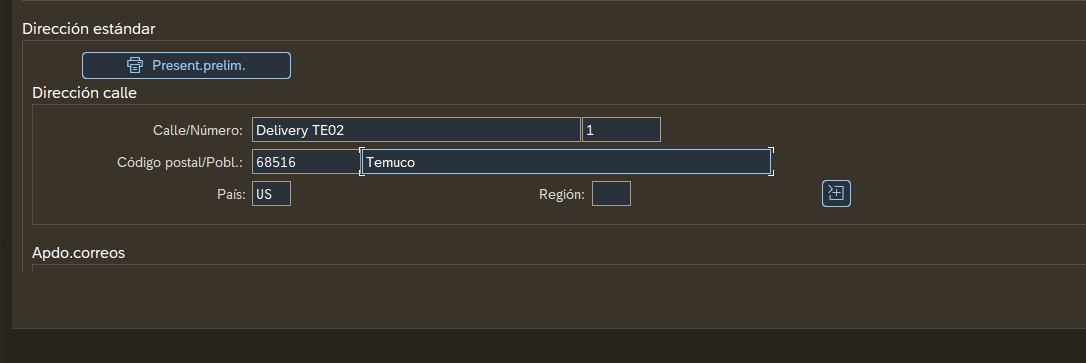 Dirección estándar
Present.prelim.
Dirección calle
Calle/Número: Delivery TE02 1
Código postal/Pobl.: 68516 Temuco
País: US Región:
Apdo.correos